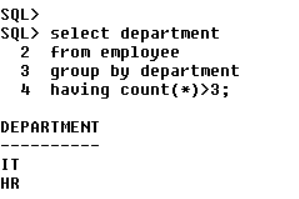 SQL>
SQL> select department
  2  from employee
  3  group by department
  4  having count(*)>3;

DEPARTMENT
----------
IT
HR